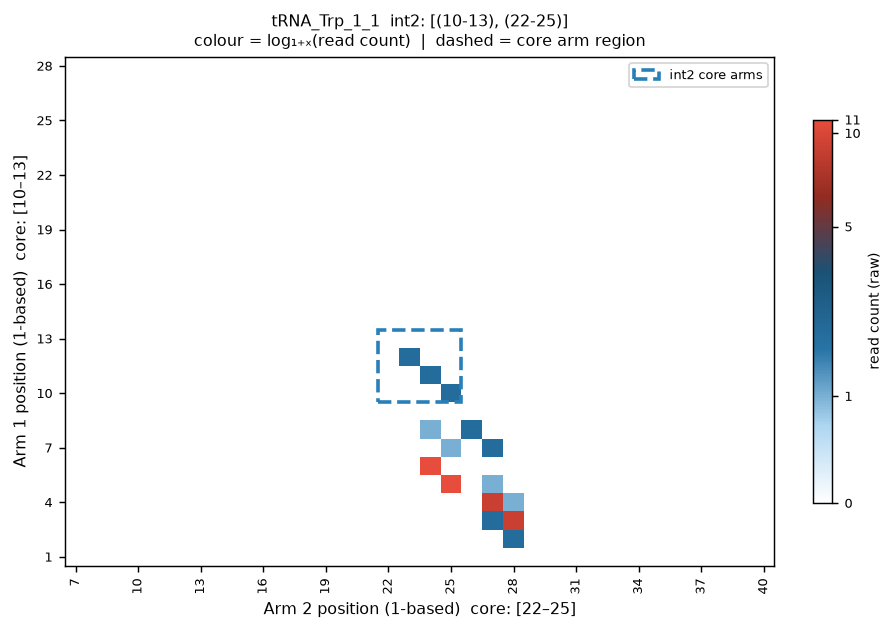 tRNA_Trp_1_1  int2: [(10-13), (22-25)]
colour = log₁₊ₓ(read count)  |  dashed = core arm region
int2 core arms
28
25
22
19
16
13
10
7
4
1
Arm 1 position (1-based)  core: [10–13]
7 10 13 16 19 22 25 28 31 34 37 40
Arm 2 position (1-based)  core: [22–25]
11
10
5
1
0
read count (raw)